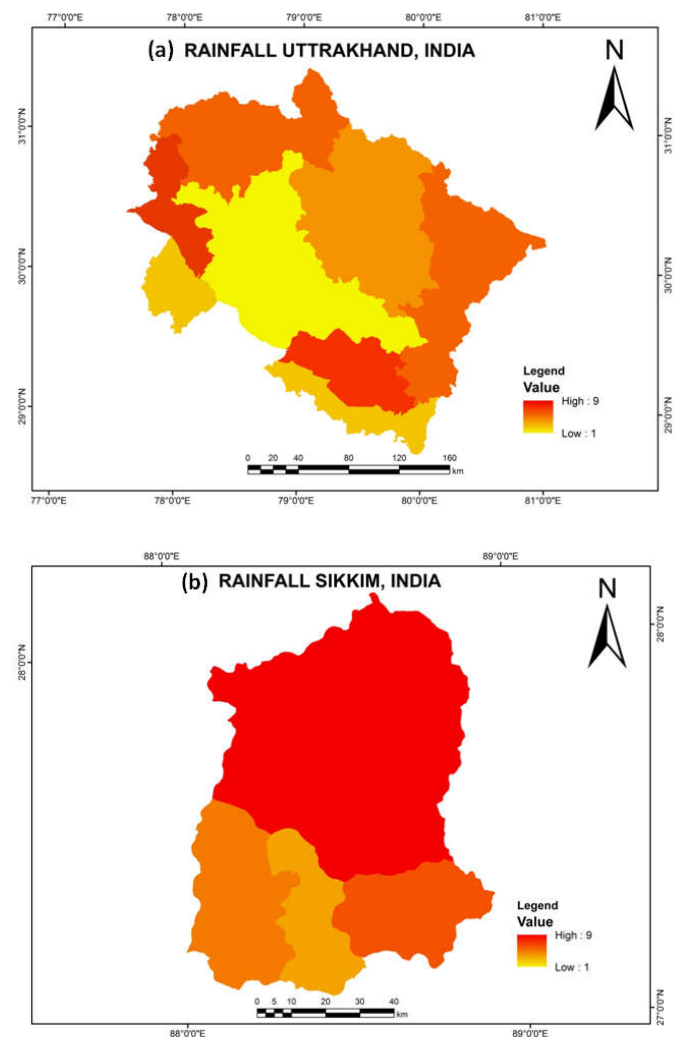 77°0'0"E 78°0'0"E 79°0'0"E 80°0'0"E 81°0'0"E
(a) RAINFALL UTTRAKHAND, INDIA
N
31°0'0"N 31°0'0"N
30°0'0"N 30°0'0"N
Legend
Value
High : 9
Low : 1
29°0'0"N 29°0'0"N
0 20 40 80 120 160
km
77°0'0"E 78°0'0"E 79°0'0"E 80°0'0"E 81°0'0"E
88°0'0"E 89°0'0"E
(b) RAINFALL SIKKIM, INDIA
N
28°0'0"N 28°0'0"N
Legend
Value
High : 9
Low : 1
0 5 10 20 30 40
km
27°0'0"N
88°0'0"E 89°0'0"E